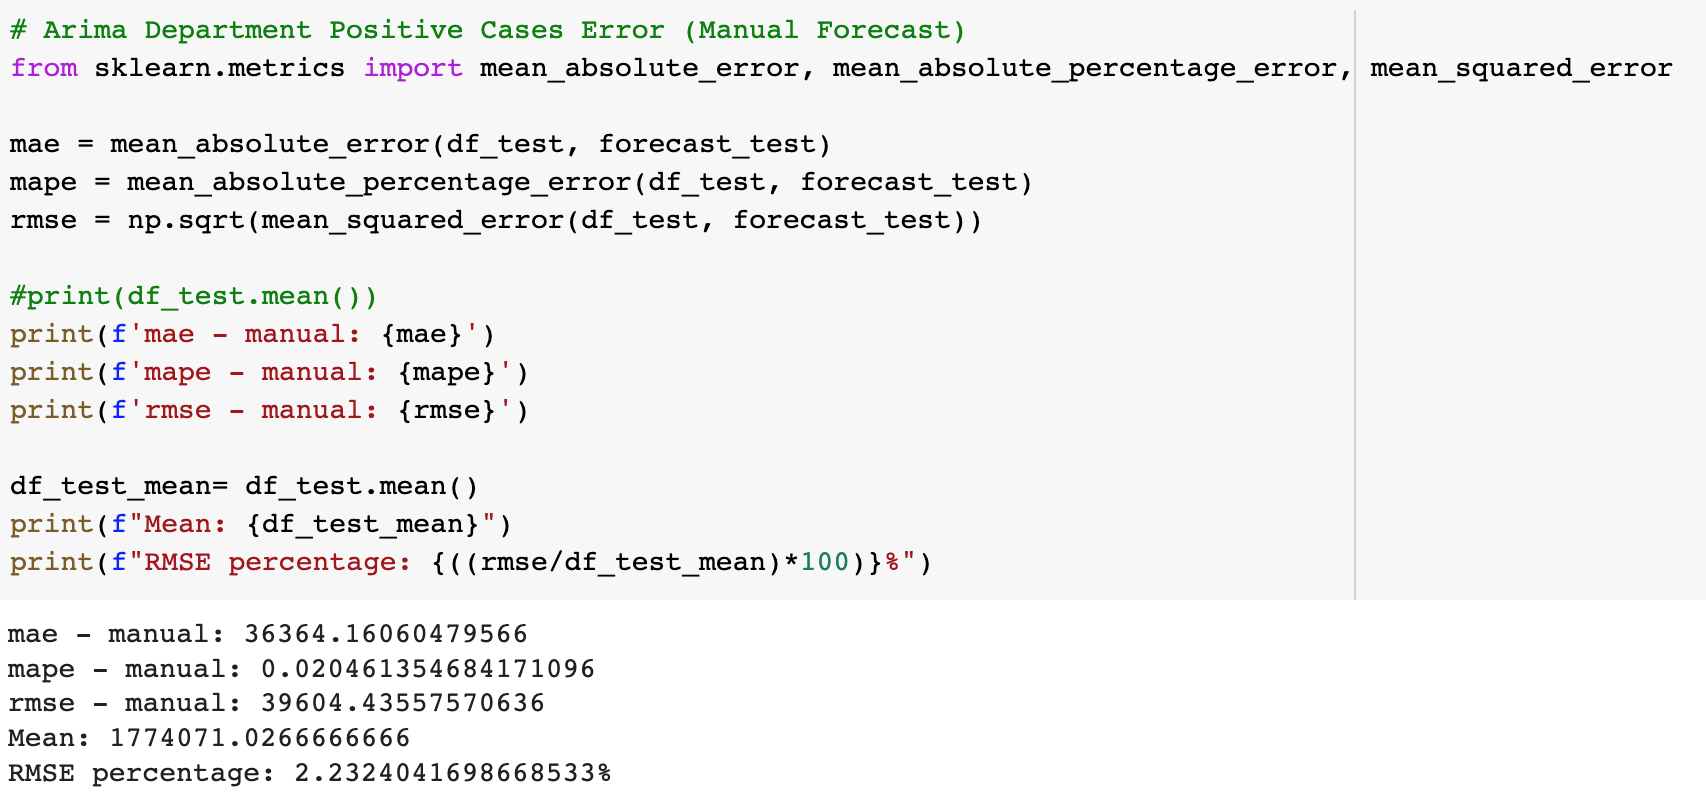 # Arima Department Positive Cases Error (Manual Forecast)
from sklearn.metrics import mean_absolute_error, mean_absolute_percentage_error, mean_squared_error
mae = mean_absolute_error(df_test, forecast_test)
mape = mean_absolute_percentage_error(df_test, forecast_test)
rmse = np.sqrt(mean_squared_error(df_test, forecast_test))
#print(df_test.mean())
print(f'mae - manual: {mae}')
print(f'mape - manual: {mape}')
print(f'rmse - manual: {rmse}')
df_test_mean= df_test.mean()
print(f"Mean: {df_test_mean}")
print(f"RMSE percentage: {((rmse/df_test_mean)*100)}%")
mae - manual: 36364.16060479566
mape - manual: 0.020461354684171096
rmse - manual: 39604.43557570636
Mean: 1774071.0266666666
RMSE percentage: 2.2324041698668533%